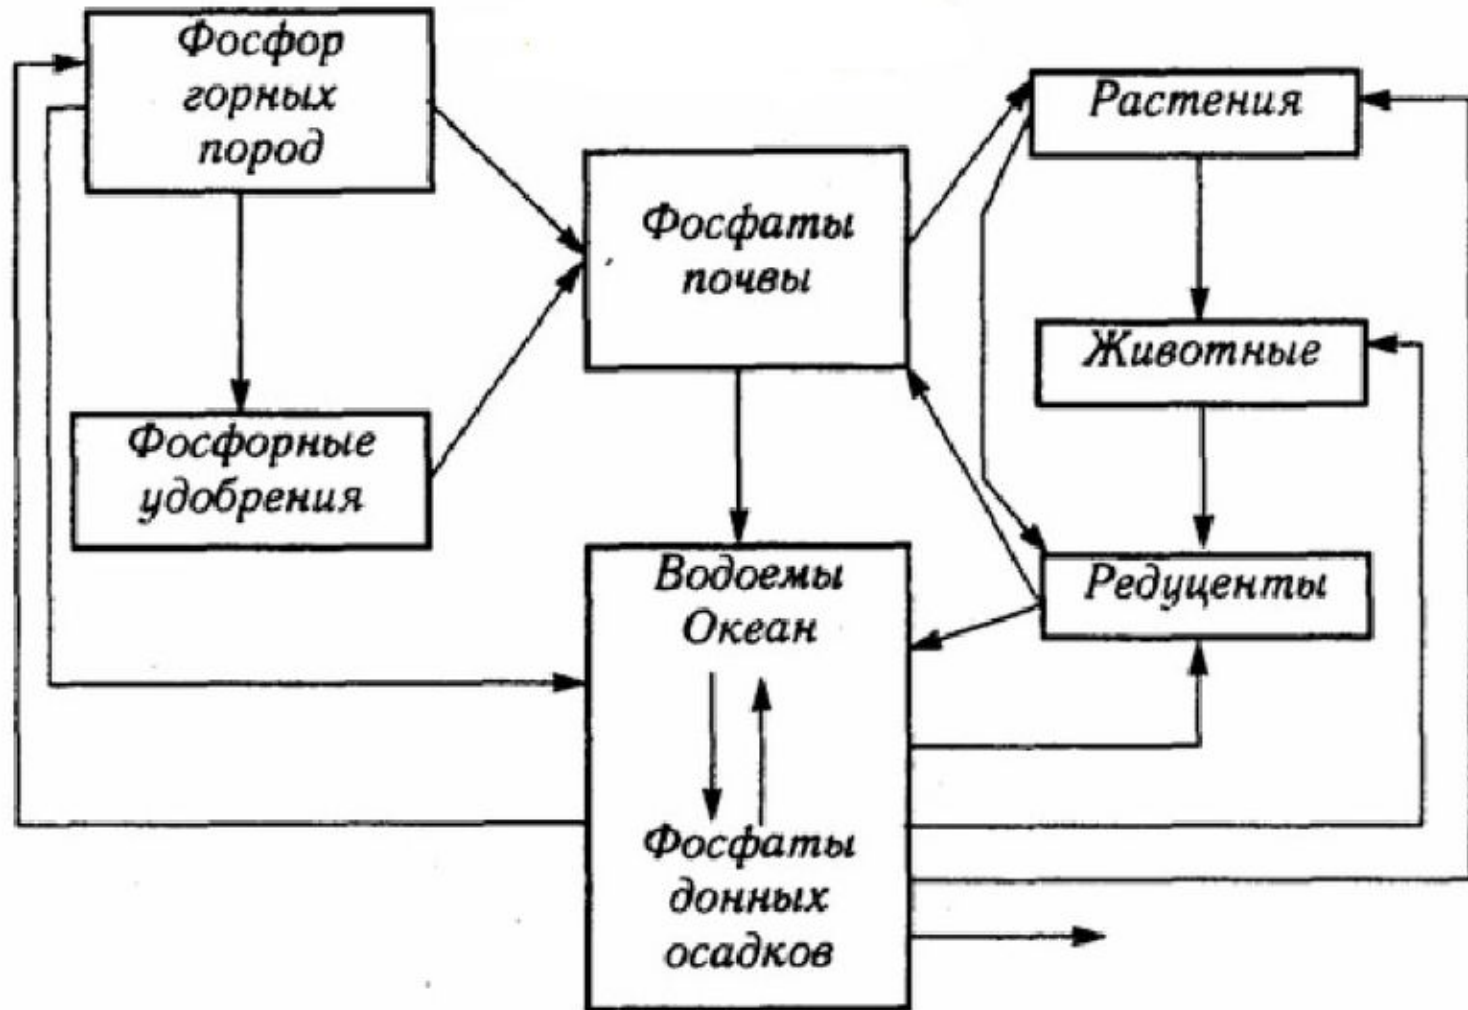 Фосфор
горных
пород
Растения
Фосфаты
почвы
Животные
Фосфорные
удобрения
Водоемы
Океан
Редуценты
Фосфаты
донных
осадков